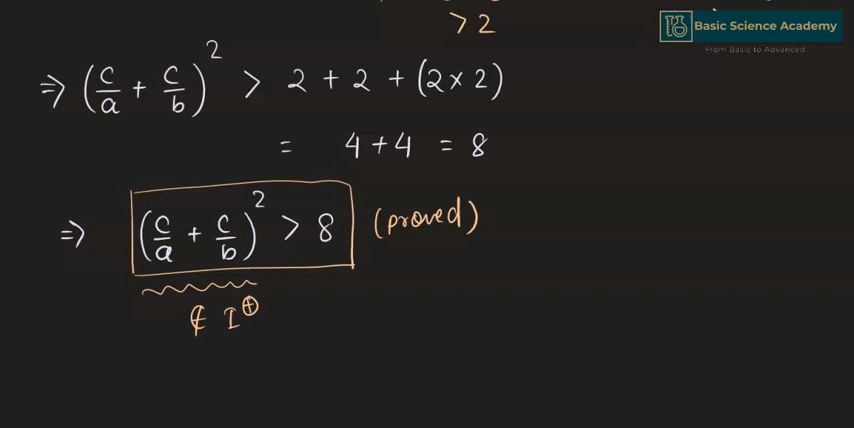 > 2
Basic Science Academy
From Basic to Advanced
⇒ (c/a + c/b)² > 2 + 2 + (2 × 2)
= 4 + 4 = 8
⇒ (c/a + c/b)² > 8 (proved)
∉ I⊕